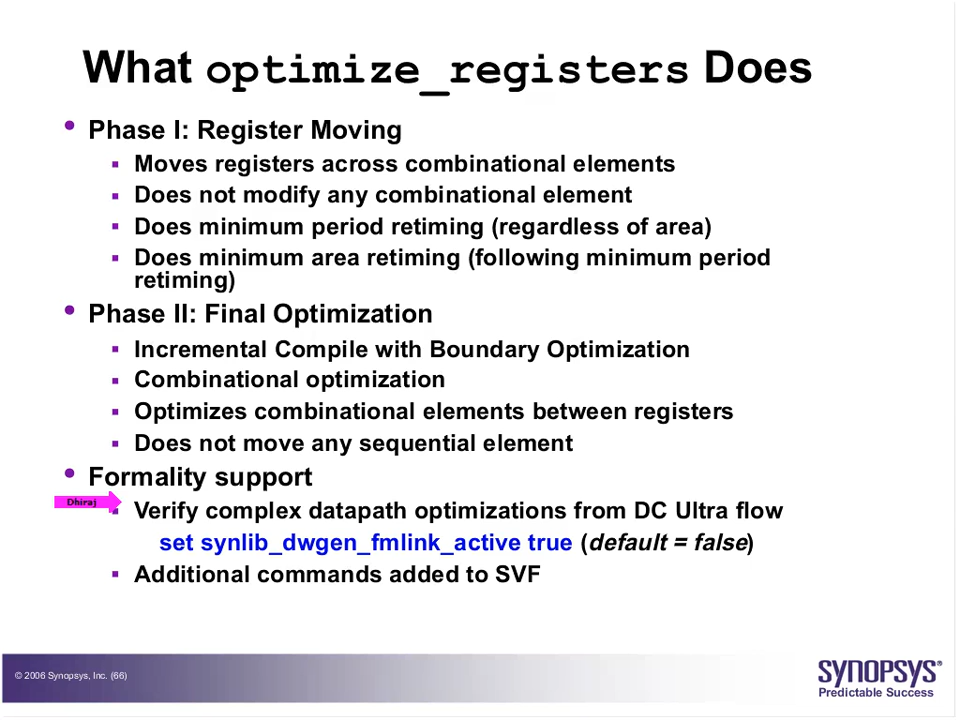 What optimize_registers Does
• Phase I: Register Moving
▪ Moves registers across combinational elements
▪ Does not modify any combinational element
▪ Does minimum period retiming (regardless of area)
▪ Does minimum area retiming (following minimum period
retiming)
• Phase II: Final Optimization
▪ Incremental Compile with Boundary Optimization
▪ Combinational optimization
▪ Optimizes combinational elements between registers
▪ Does not move any sequential element
• Formality support
Dhiraj
▪ Verify complex datapath optimizations from DC Ultra flow
set synlib_dwgen_fmlink_active true (default = false)
▪ Additional commands added to SVF
© 2006 Synopsys, Inc. (66)
SYNOPSYS®
Predictable Success